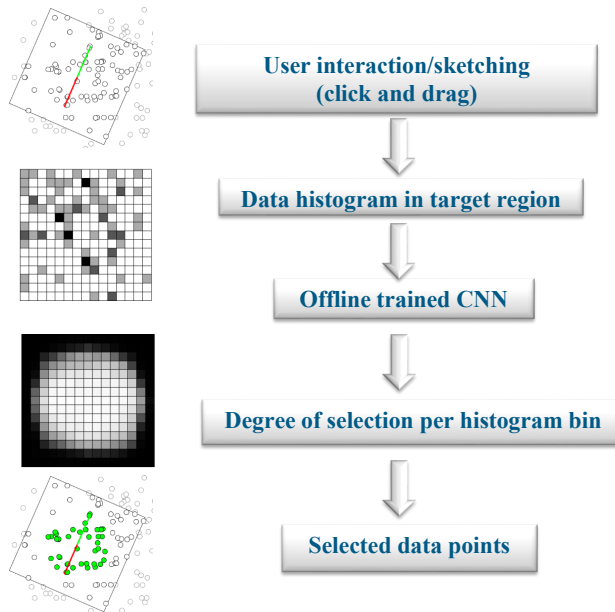 User interaction/sketching
(click and drag)
Data histogram in target region
Offline trained CNN
Degree of selection per histogram bin
Selected data points